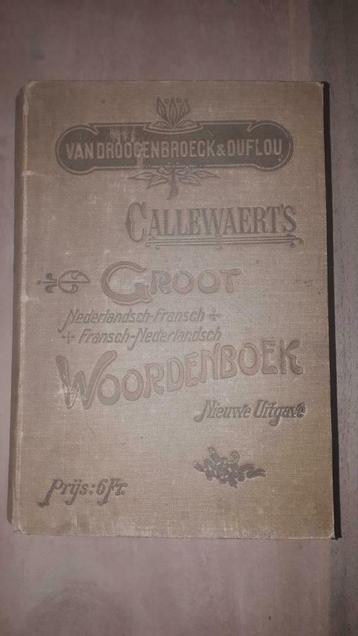 VAN DROOGENBROECK & DUFLOU
CALLEWAERT'S
GROOT
Nederlandsch-Fransch
Fransch-Nederlandsch
WOORDENBOEK
Nieuwe Uitgave
Prijs: 6 Fr.